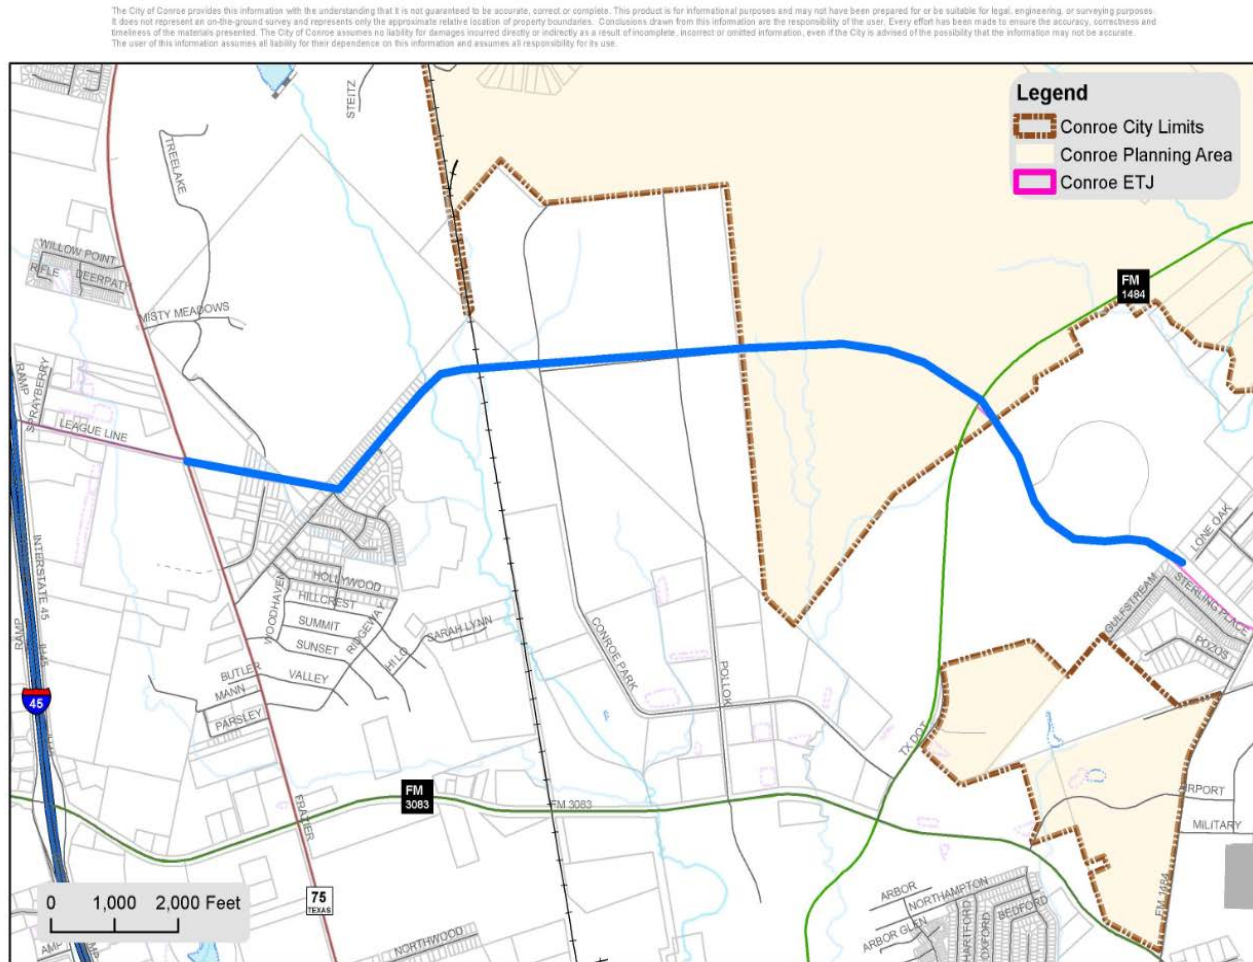 The City of Conroe provides this information with the understanding that it is not guaranteed to be accurate, correct or complete. This product is for informational purposes and may not have been prepared for or be suitable for legal, engineering, or surveying purposes.
It does not represent an on-the-ground survey and represents only the approximate relative location of property boundaries. Conclusions drawn from this information are the responsibility of the user. Every effort has been made to ensure the accuracy, correctness and
timeliness of the materials presented. The City of Conroe assumes no liability for damages incurred directly or indirectly as a result of incomplete, incorrect or omitted information, even if the City is advised of the possibility that the information may not be accurate.
The user of this information assumes all liability for their dependence on this information and assumes all responsibility for its use.
Legend
Conroe City Limits
Conroe Planning Area
Conroe ETJ
STEITZ
TREELAKE
WILLOW POINT
RIFLE
DEERPATH
MISTY MEADOWS
FM
1484
RAMP
SPRAYBERRY
LEAGUE LINE
LONE OAK
INTERSTATE 45
HOLLYWOOD
WOODHAVEN
HILLCREST
SUMMIT
SUNSET
RIDGEWAY
SARAH LYNN
HI LO
VALLEY
BUTLER
MANN
PARSLEY
GULFSTREAM
STERLING PLACE
POZOS
CONROE PARK
POLLOK
RAMP
45
TX DOT
FM
3083
FM 3083
FRAZIER
AIRPORT
MILITARY
FM 1484
75
TEXAS
0 1,000 2,000 Feet
AMP
NORTHWOOD
ARBOR
NORTHAMPTON
ARBOR GLEN
HARTFORD
OXFORD
BEDFORD